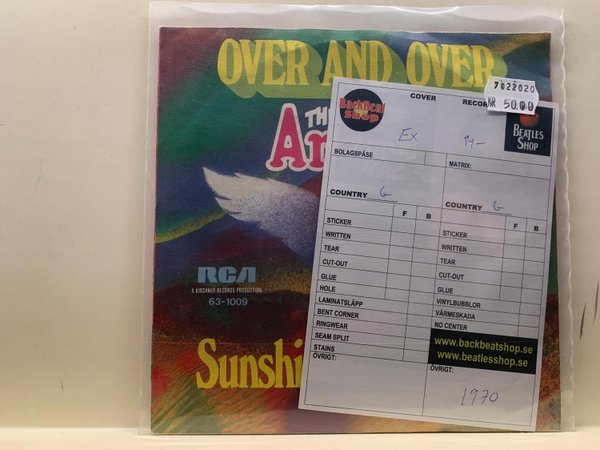 OVER AND OVER
7022020
KR 50.00
TH
Ar
BackBeat
Shop
COVER
RECOR
BEATLES
SHOP
Ex
M-
BOLAGSPÅSE
MATRIX:
COUNTRY G
COUNTRY G
F B
F B
STICKER
STICKER
WRITTEN
WRITTEN
TEAR
TEAR
CUT-OUT
CUT-OUT
GLUE
GLUE
HOLE
VINYLBUBBLOR
LAMINATSLÄPP
VÄRMESKADA
BENT CORNER
NO CENTER
RINGWEAR
SEAM SPLIT
STAINS
www.backbeatshop.se
www.beatlesshop.se
ÖVRIGT:
ÖVRIGT:
1970
RCA
A KIRSHNER RECORDS PRODUCTION
63-1009
Sunshi